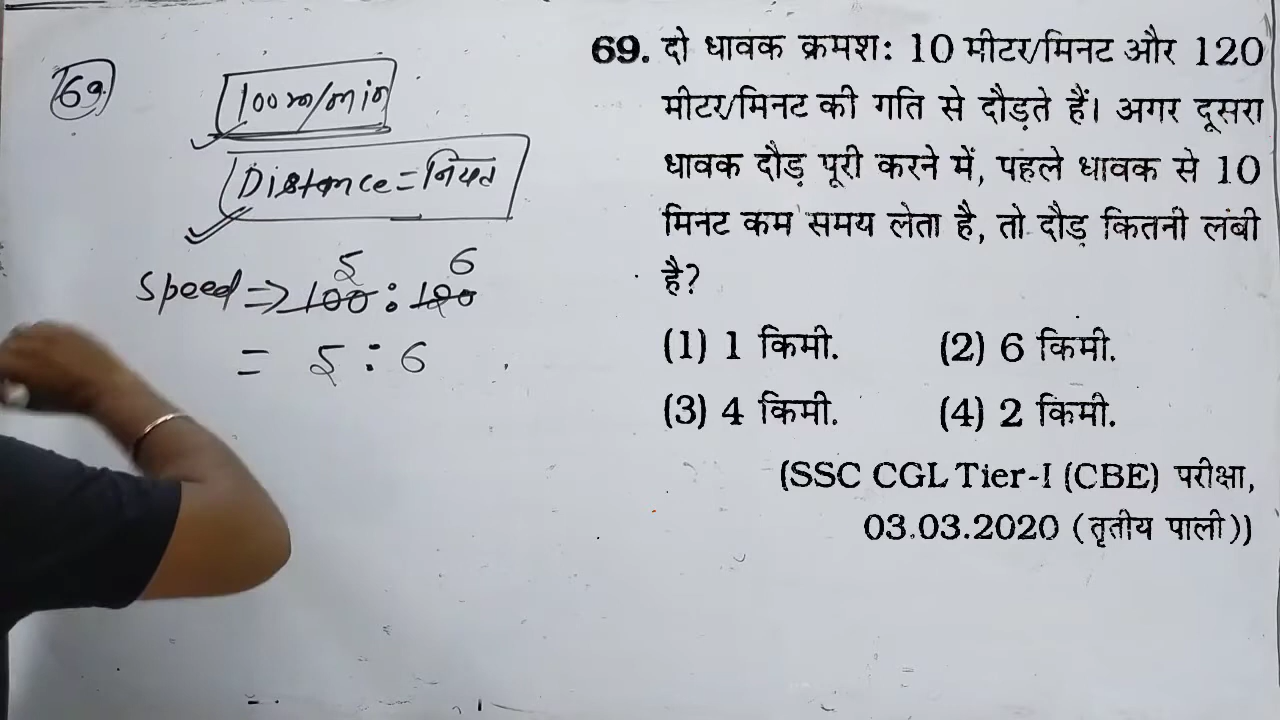 69.
100 m/min
Distance = नियत
5 6
Speed ⇒ 100 : 120
= 5 : 6
69. दो धावक क्रमशः 10 मीटर/मिनट और 120
मीटर/मिनट की गति से दौड़ते हैं। अगर दूसरा
धावक दौड़ पूरी करने में, पहले धावक से 10
मिनट कम समय लेता है, तो दौड़ कितनी लंबी
है?
(1) 1 किमी. (2) 6 किमी.
(3) 4 किमी. (4) 2 किमी.
(SSC CGL Tier-I (CBE) परीक्षा,
03.03.2020 (तृतीय पाली))